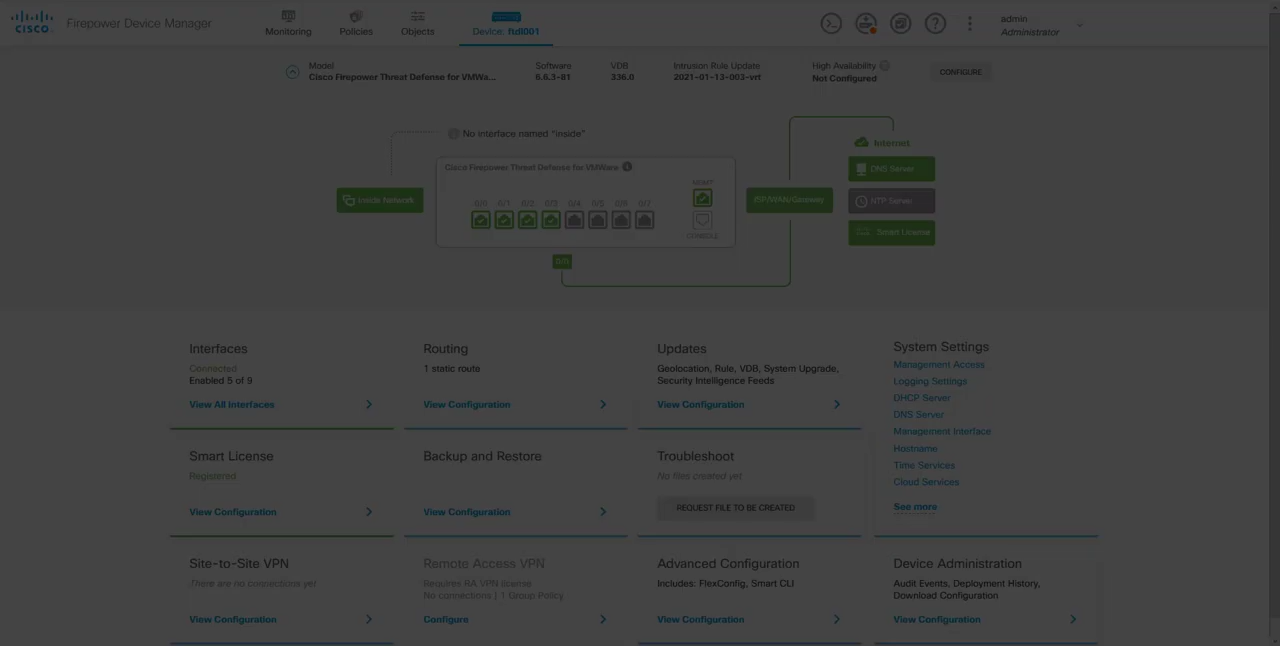 CISCO Firepower Device Manager
Monitoring Policies Objects Device: ftdl001
admin
Administrator
Model
Cisco Firepower Threat Defense for VMWa...
Software
6.6.3-81
VDB
336.0
Intrusion Rule Update
2021-01-13-003-vrt
High Availability
Not Configured
CONFIGURE
No interface named "inside"
Internet
Cisco Firepower Threat Defense for VMWare
DNS Server
MGMT
Inside Network
0/0 0/1 0/2 0/3 0/4 0/5 0/6 0/7
ISP/WAN/Gateway
NTP Server
CONSOLE
Smart License
Interfaces
Connected
Enabled 5 of 9
View All Interfaces
Routing
1 static route
View Configuration
Updates
Geolocation, Rule, VDB, System Upgrade,
Security Intelligence Feeds
View Configuration
System Settings
Management Access
Logging Settings
DHCP Server
DNS Server
Management Interface
Hostname
Time Services
Cloud Services
See more
Smart License
Registered
View Configuration
Backup and Restore
View Configuration
Troubleshoot
No files created yet
REQUEST FILE TO BE CREATED
Site-to-Site VPN
There are no connections yet
View Configuration
Remote Access VPN
Requires RA VPN license
No connections | 1 Group Policy
Configure
Advanced Configuration
Includes: FlexConfig, Smart CLI
View Configuration
Device Administration
Audit Events, Deployment History,
Download Configuration
View Configuration